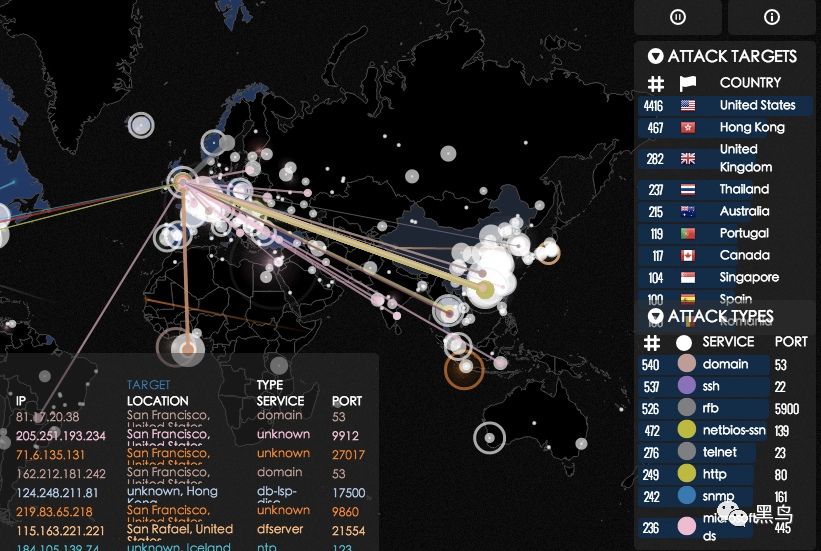 ATTACK TARGETS
# COUNTRY
4416 United States
467 Hong Kong
282 United
Kingdom
237 Thailand
215 Australia
119 Portugal
117 Canada
104 Singapore
100 Spain
Romania
ATTACK TYPES
# SERVICE PORT
540 domain 53
537 ssh 22
526 rfb 5900
472 netbios-ssn 139
276 telnet 23
249 http 80
242 snmp 161
236 microsoft-
ds 445
黑鸟
TARGET TYPE
IP LOCATION SERVICE PORT
81.17.20.38 San Francisco, domain 53
United States
205.251.193.234 San Francisco, unknown 9912
United States
71.6.135.131 San Francisco, unknown 27017
United States
162.212.181.242 San Francisco, domain 53
United States
124.248.211.81 unknown, Hong db-lsp- 17500
Kong disc
219.83.65.218 San Francisco, unknown 9860
United States
115.163.221.221 San Rafael, United dfserver 21554
States
184.105.139.74 unknown, Iceland ntp 123